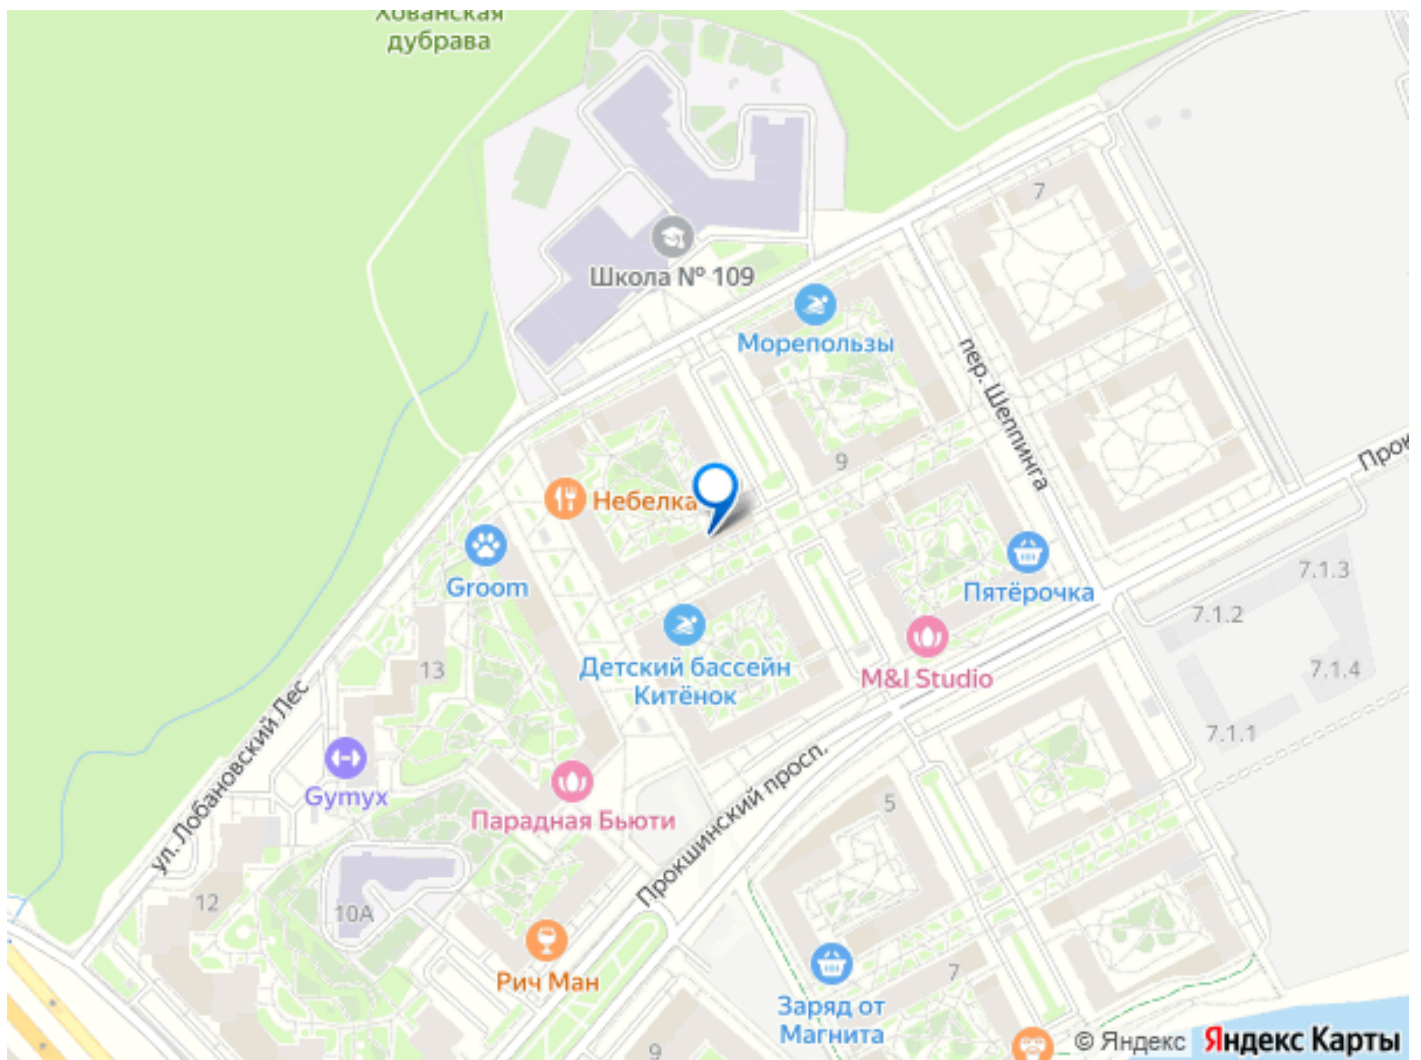 Хованская
дубрава
7
Школа № 109
Морепользы
пер. Шеппинга
9
Небелка
Прок
Groom
Пятёрочка
7.1.3
7.1.2
Детский бассейн
Китёнок
M&I Studio
7.1.4
13
7.1.1
ул. Лобановский Лес
Gymyx
Парадная Бьюти
Прокшинский просп.
5
12
10А
Рич Ман
7
Заряд от
Магнита
9
© Яндекс Яндекс Карты